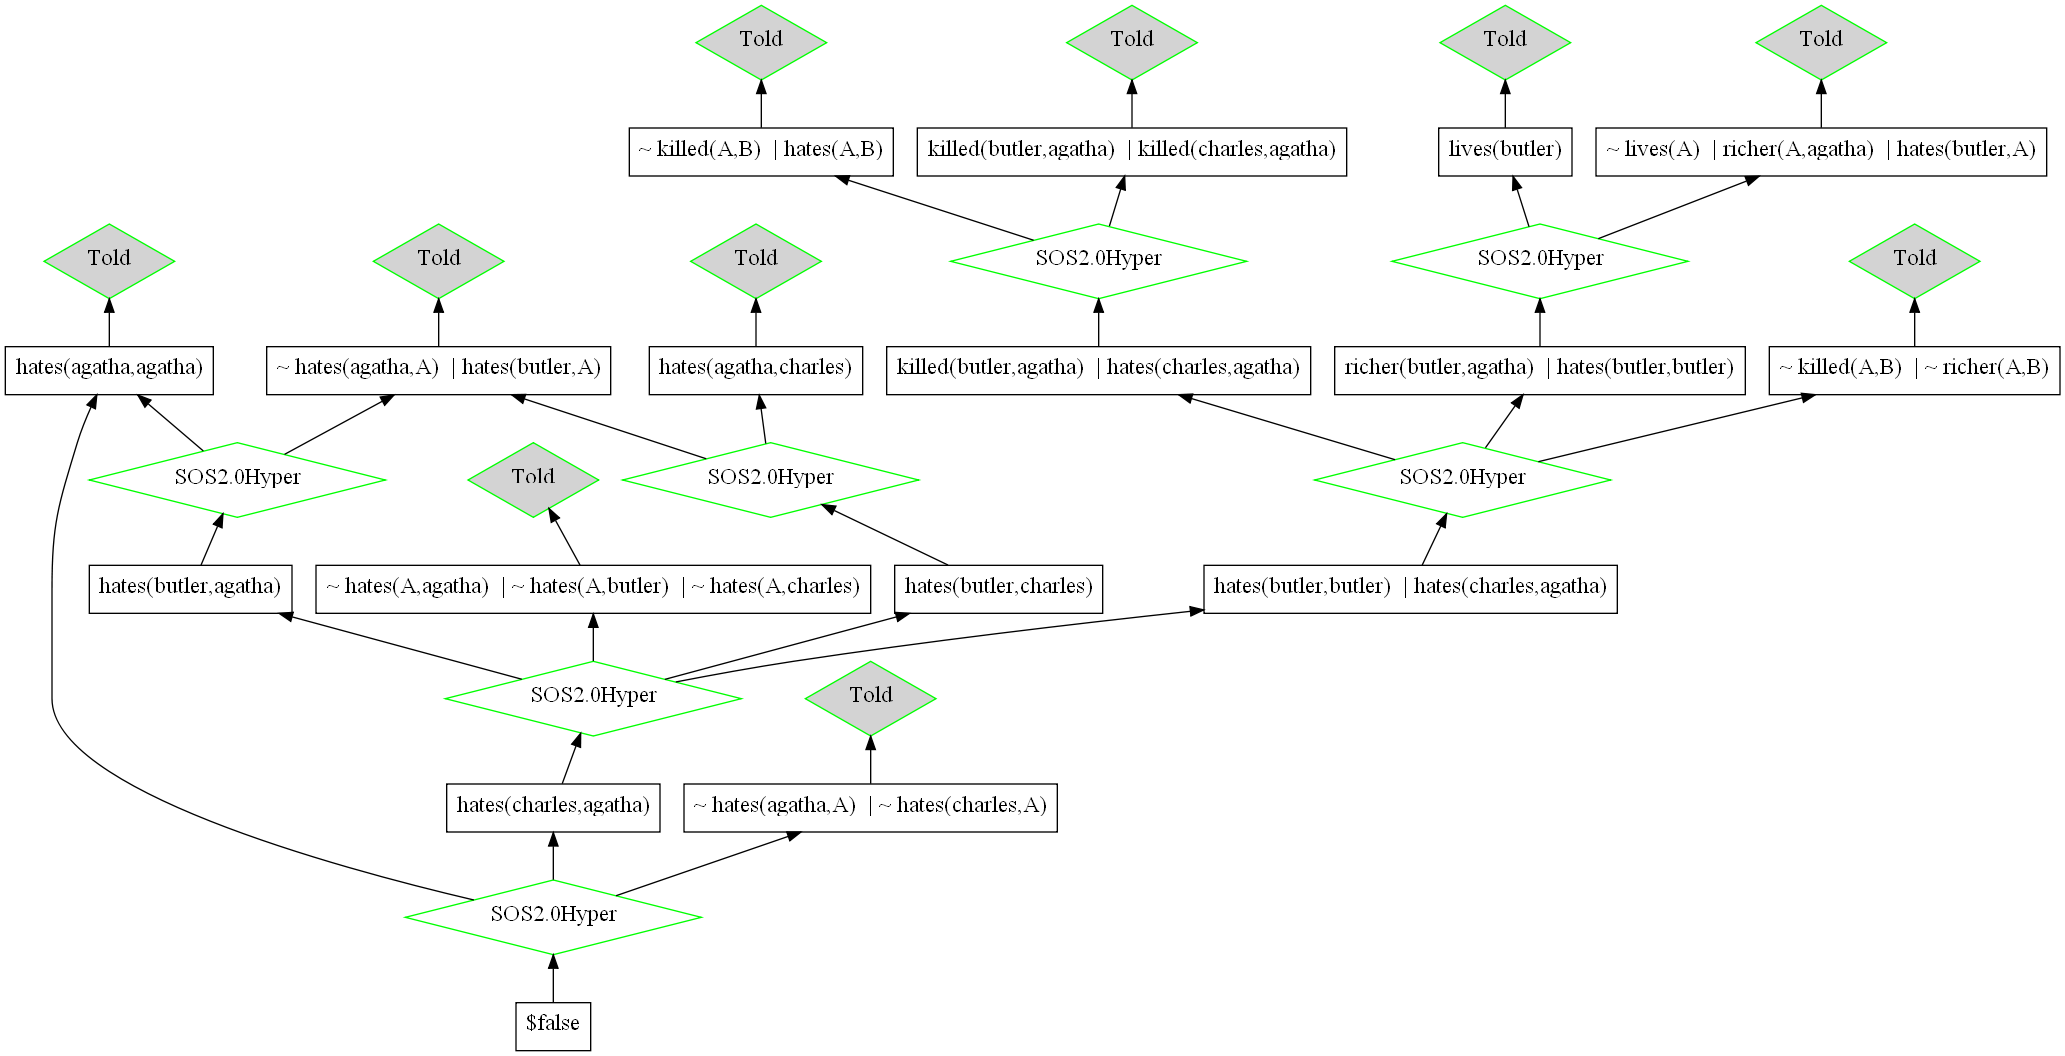 Told
Told
Told
Told
~ killed(A,B) | hates(A,B)
killed(butler,agatha) | killed(charles,agatha)
lives(butler)
~ lives(A) | richer(A,agatha) | hates(butler,A)
Told
Told
Told
SOS2.0Hyper
SOS2.0Hyper
Told
hates(agatha,agatha)
~ hates(agatha,A) | hates(butler,A)
hates(agatha,charles)
killed(butler,agatha) | hates(charles,agatha)
richer(butler,agatha) | hates(butler,butler)
~ killed(A,B) | ~ richer(A,B)
SOS2.0Hyper
Told
SOS2.0Hyper
SOS2.0Hyper
hates(butler,agatha)
~ hates(A,agatha) | ~ hates(A,butler) | ~ hates(A,charles)
hates(butler,charles)
hates(butler,butler) | hates(charles,agatha)
SOS2.0Hyper
Told
hates(charles,agatha)
~ hates(agatha,A) | ~ hates(charles,A)
SOS2.0Hyper
$false